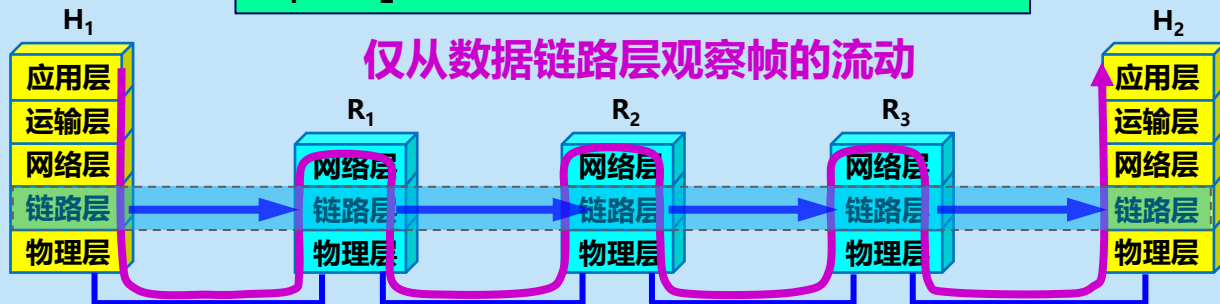 H₁
H₂
仅从数据链路层观察帧的流动
R₁
R₂
R₃
应用层
运输层
网络层
链路层
物理层
网络层
链路层
物理层
网络层
链路层
物理层
网络层
链路层
物理层
应用层
运输层
网络层
链路层
物理层